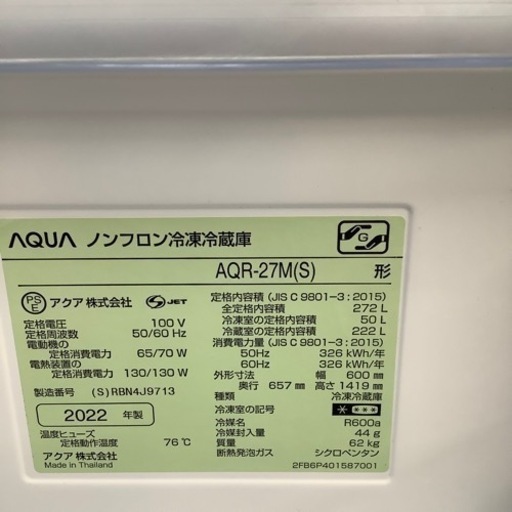 AQUA ノンフロン冷凍冷蔵庫
G
AQR-27M(S) 形
PS E アクア 株式会社 S JET
定格電圧 100 V
定格周波数 50/60 Hz
電動機の
定格消費電力 65/70 W
電熱装置の
定格消費電力 130/130 W
製造番号 (S)RBN4J9713
2022 年製
温度ヒューズ
定格動作温度 76℃
アクア 株式会社
Made in Thailand
定格内容積 (JIS C 9801-3:2015)
全定格内容積 272 L
冷凍室の定格内容積 50 L
冷蔵室の定格内容積 222 L
消費電力量 (JIS C 9801-3:2015)
50Hz 326 kWh/年
60Hz 326 kWh/年
外形寸法 幅 600 mm
奥行 657 mm 高さ 1419 mm
種類 冷凍冷蔵庫
冷凍室の記号
冷媒名 R600a
冷媒封入量 44 g
質量 62 kg
断熱発泡ガス シクロペンタン
2FB6P401587001